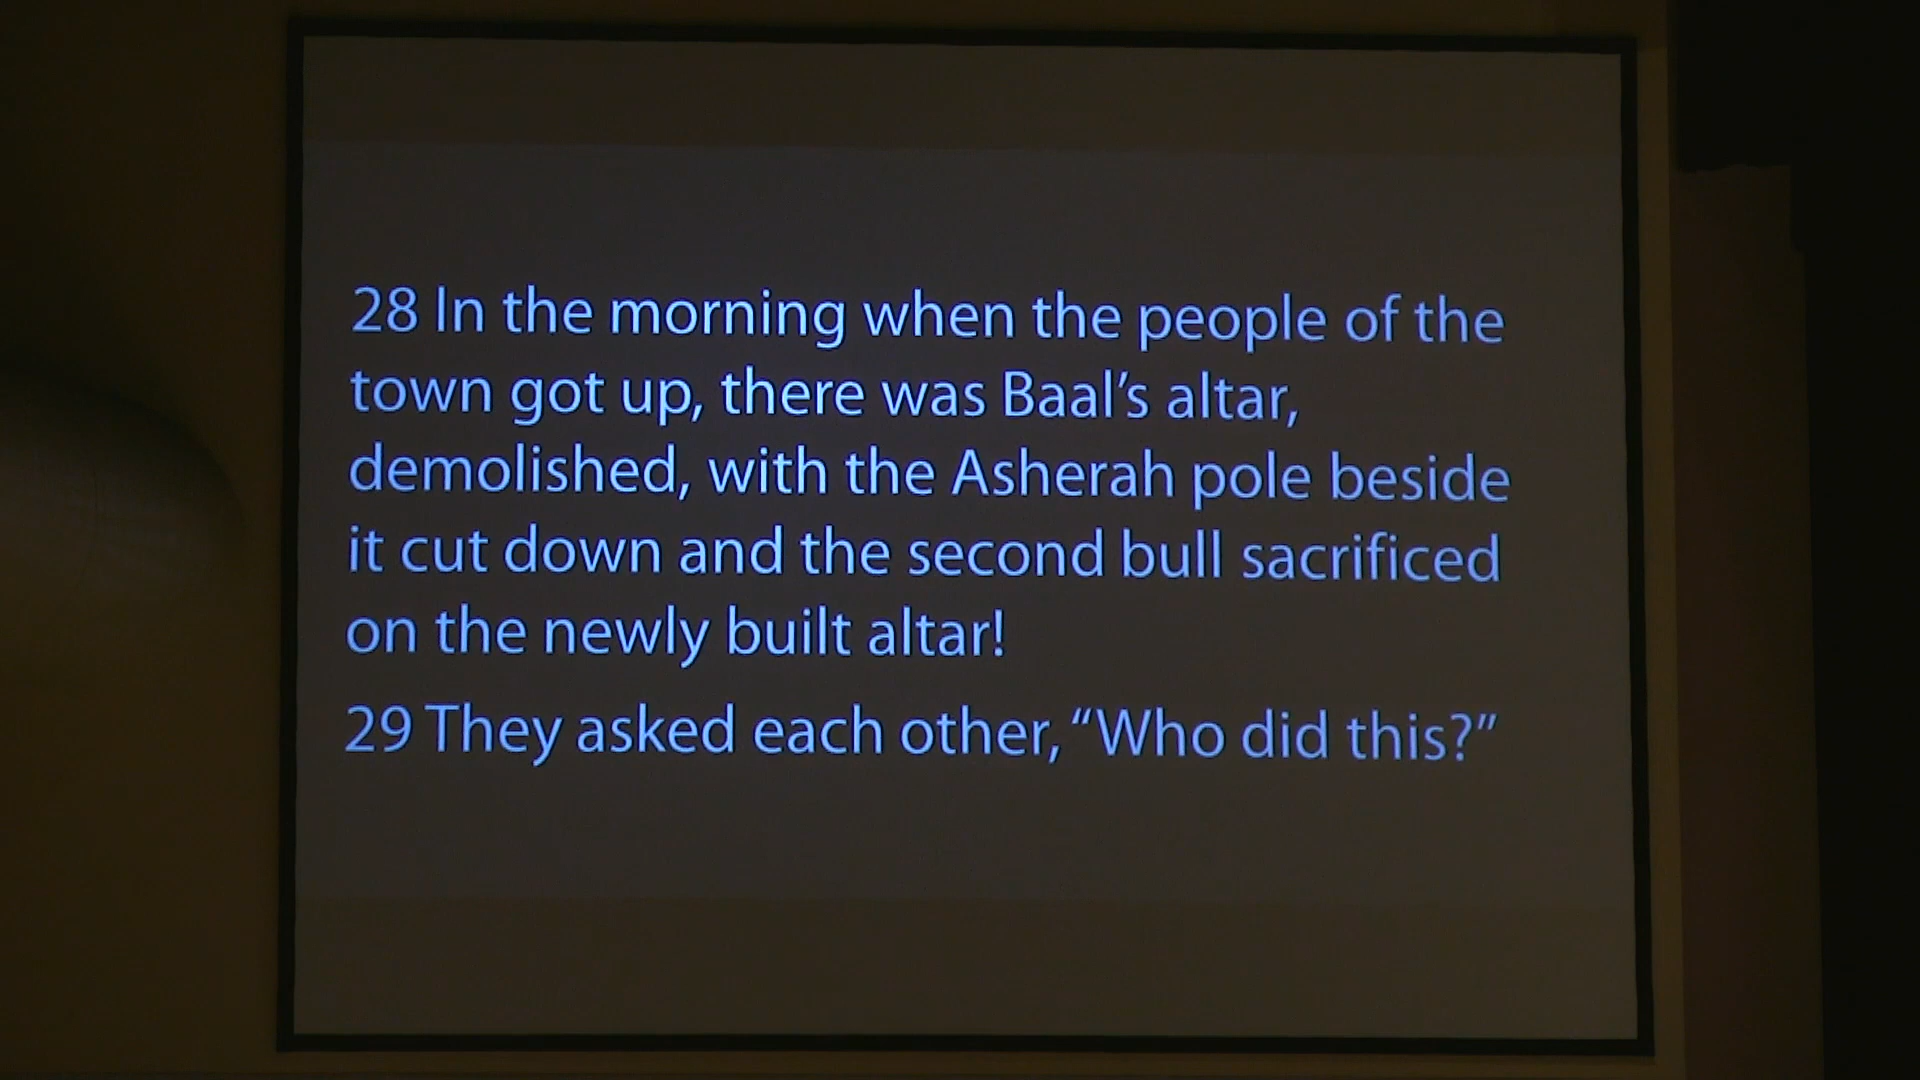 28 In the morning when the people of the
town got up, there was Baal’s altar,
demolished, with the Asherah pole beside
it cut down and the second bull sacrificed
on the newly built altar!
29 They asked each other, “Who did this?”